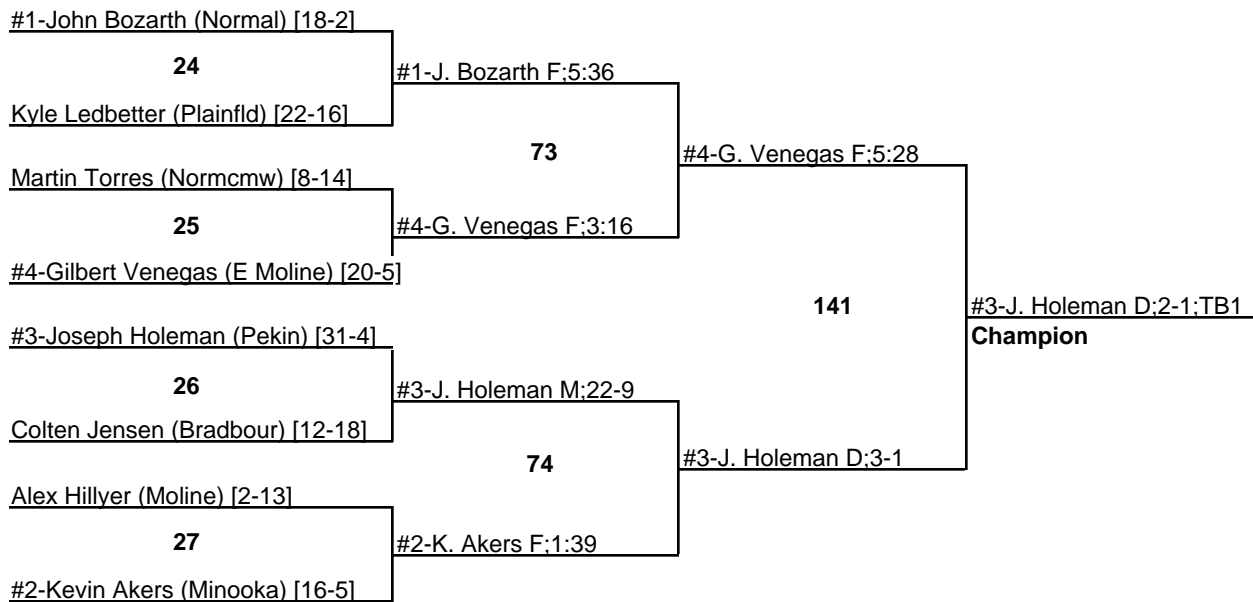 #1-John Bozarth (Normal) [18-2]
24
#1-J. Bozarth F;5:36
Kyle Ledbetter (Plainfld) [22-16]
73
#4-G. Venegas F;5:28
Martin Torres (Normcmw) [8-14]
25
#4-G. Venegas F;3:16
#4-Gilbert Venegas (E Moline) [20-5]
141
#3-J. Holeman D;2-1;TB1
Champion
#3-Joseph Holeman (Pekin) [31-4]
26
#3-J. Holeman M;22-9
Colten Jensen (Bradbour) [12-18]
74
#3-J. Holeman D;3-1
Alex Hillyer (Moline) [2-13]
27
#2-K. Akers F;1:39
#2-Kevin Akers (Minooka) [16-5]